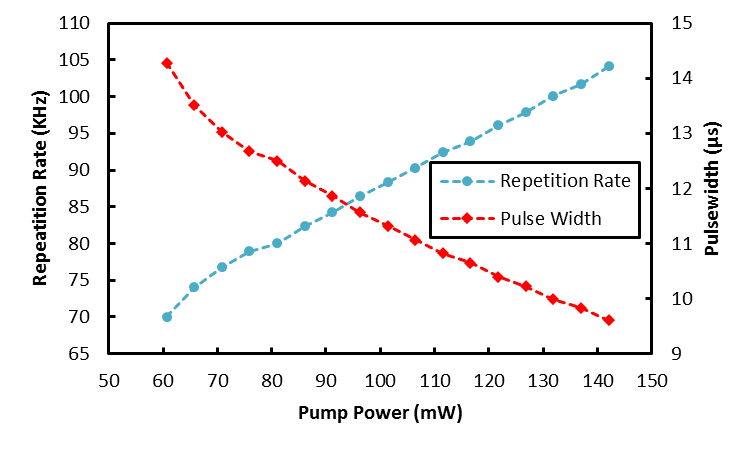 110
105
100
95
90
85
80
75
70
65
Repeatition Rate (KHz)
15
14
13
12
11
10
9
Pulsewidth (µs)
Repetition Rate
Pulse Width
50 60 70 80 90 100 110 120 130 140 150
Pump Power (mW)